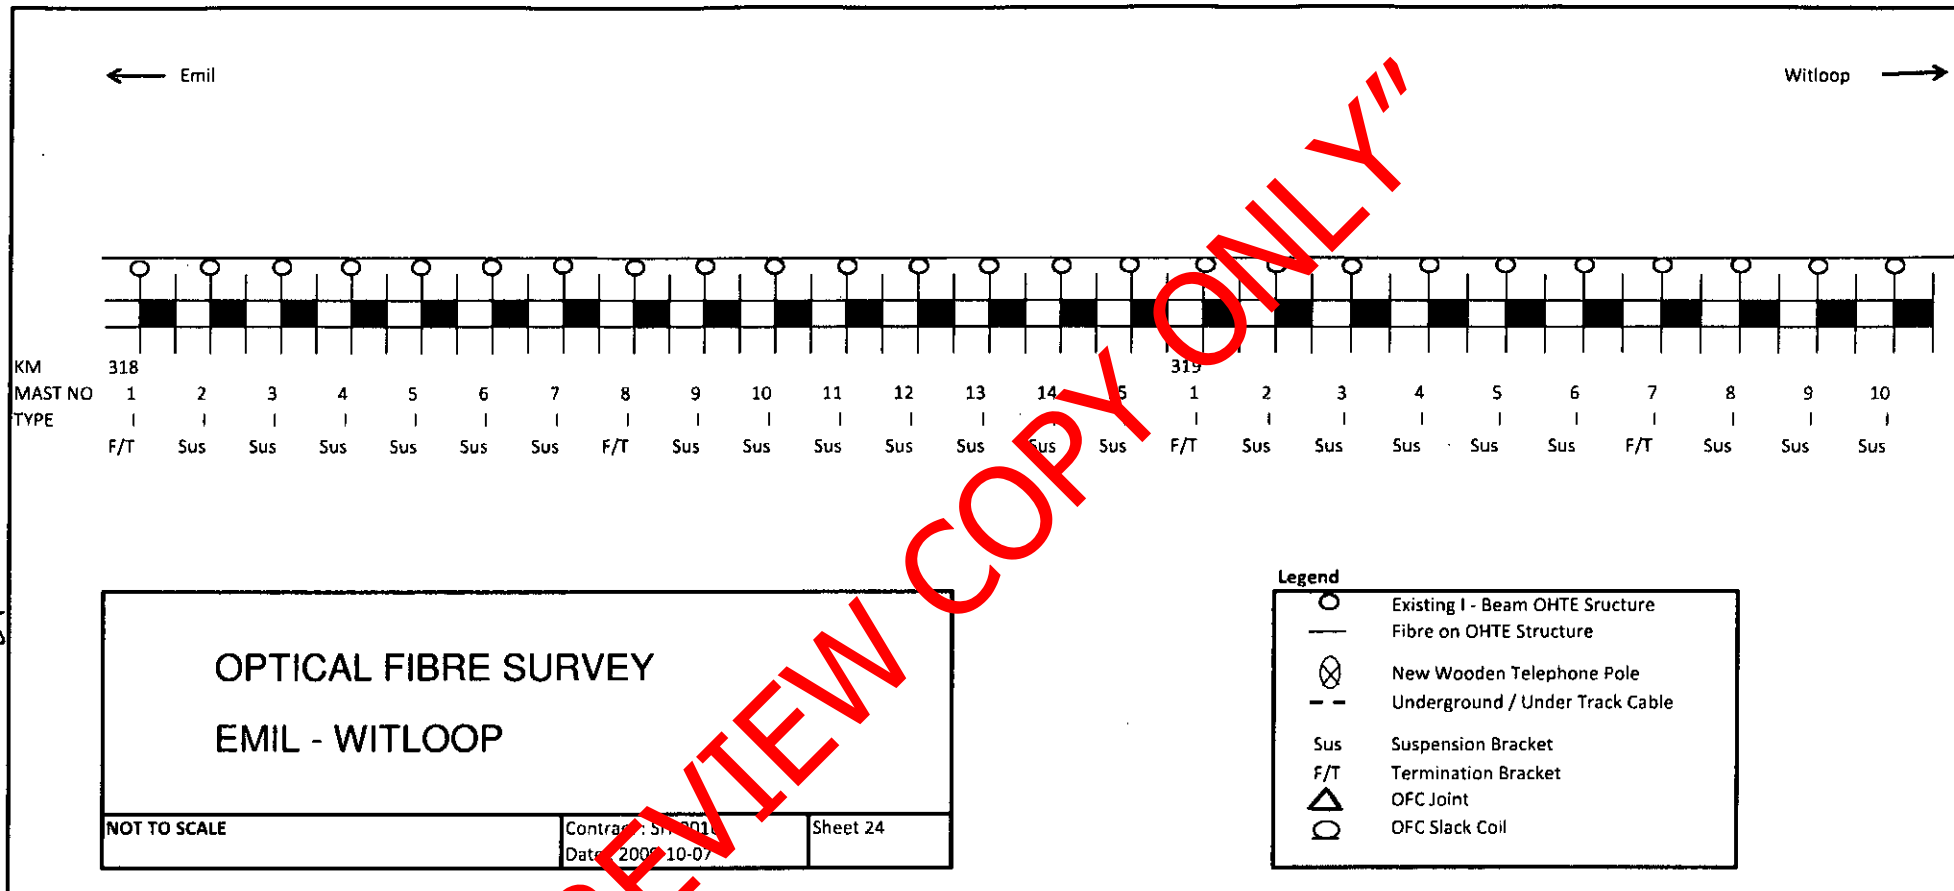 Emil
Witloop
KM 318 319
MAST NO 1 2 3 4 5 6 7 8 9 10 11 12 13 14 5 1 2 3 4 5 6 7 8 9 10
TYPE I I I I I I I I I I I I I I I I I I I I I I I I
F/T Sus Sus Sus Sus Sus Sus F/T Sus Sus Sus Sus Sus Sus Sus F/T Sus Sus Sus Sus Sus F/T Sus Sus Sus
OPTICAL FIBRE SURVEY
EMIL - WITLOOP
NOT TO SCALE
Sheet 24
Legend
Existing I - Beam OHTE Sructure
Fibre on OHTE Structure
New Wooden Telephone Pole
Underground / Under Track Cable
Sus Suspension Bracket
F/T Termination Bracket
OFC Joint
OFC Slack Coil
COPY ONLY"